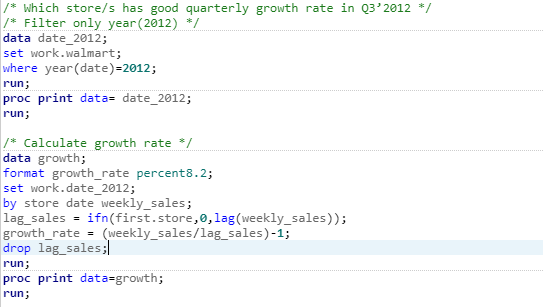 /* Which store/s has good quarterly growth rate in Q3’2012 */
/* Filter only year(2012) */
data date_2012;
set work.walmart;
where year(date)=2012;
run;
proc print data= date_2012;
run;
/* Calculate growth rate */
data growth;
format growth_rate percent8.2;
set work.date_2012;
by store date weekly_sales;
lag_sales = ifn(first.store,0,lag(weekly_sales));
growth_rate = (weekly_sales/lag_sales)-1;
drop lag_sales;
run;
proc print data=growth;
run;